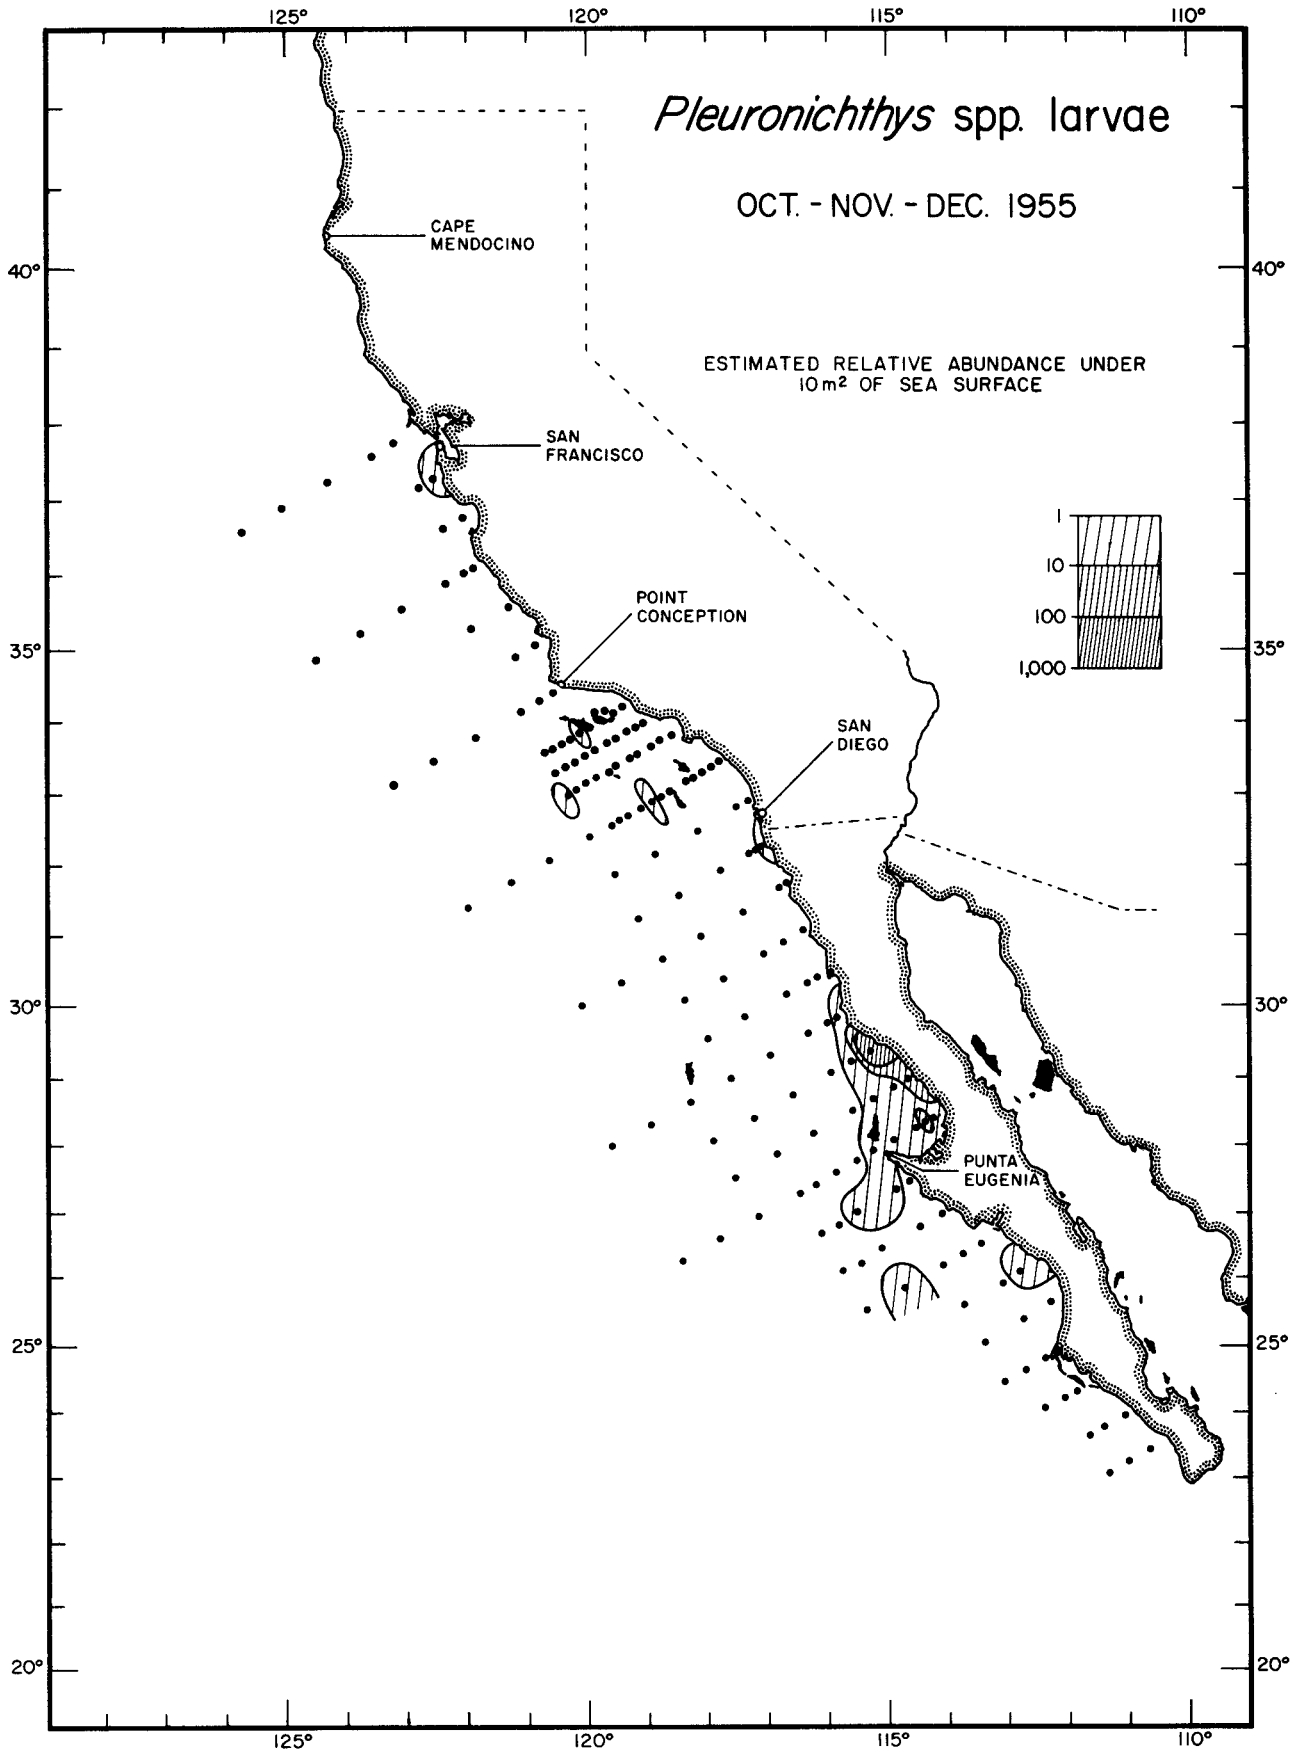 125° 120° 115° 110°
Pleuronichthys spp. larvae
OCT. - NOV. - DEC. 1955
CAPE
MENDOCINO
40° 40°
ESTIMATED RELATIVE ABUNDANCE UNDER
10 m² OF SEA SURFACE
SAN
FRANCISCO
1
10
100
1,000
POINT
CONCEPTION
35° 35°
SAN
DIEGO
30° 30°
PUNTA
EUGENIA
25° 25°
20° 20°
125° 120° 115° 110°